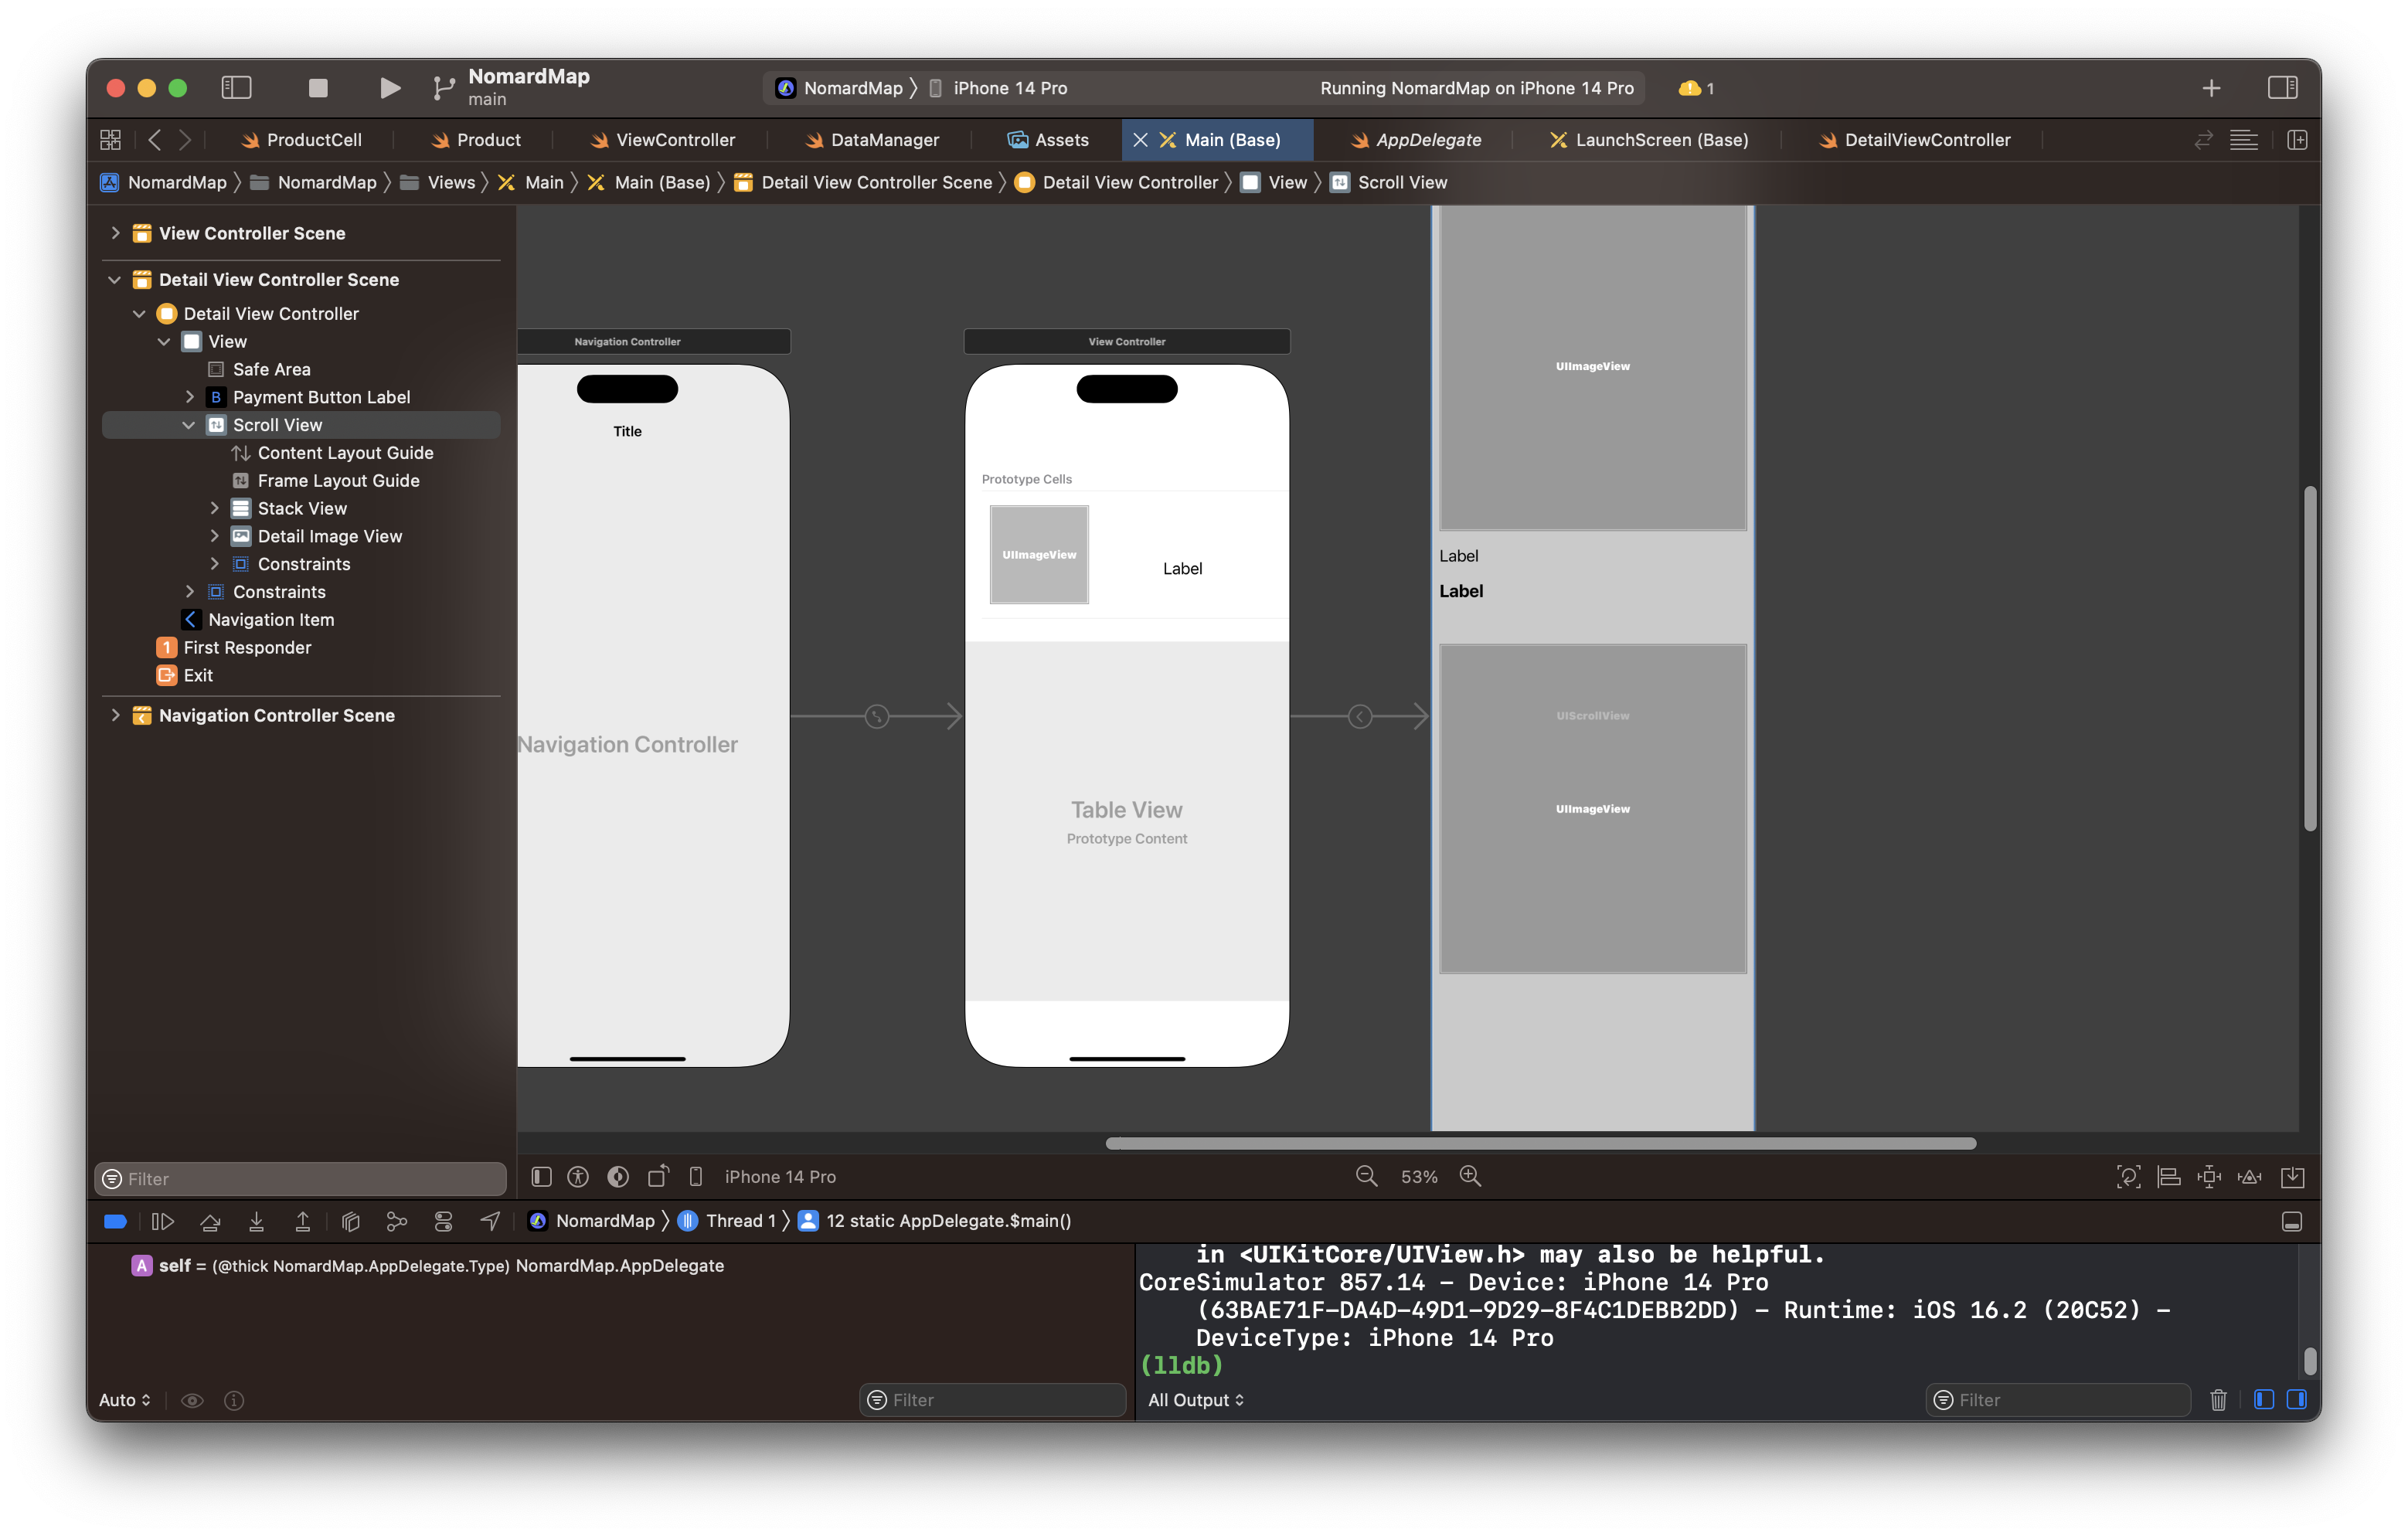 NomardMap
main
NomardMap
iPhone 14 Pro
Running NomardMap on iPhone 14 Pro
1
ProductCell
Product
ViewController
DataManager
Assets
Main (Base)
AppDelegate
LaunchScreen (Base)
DetailViewController
NomardMap
NomardMap
Views
Main
Main (Base)
Detail View Controller Scene
Detail View Controller
View
Scroll View
View Controller Scene
Detail View Controller Scene
Detail View Controller
View
Safe Area
B
Payment Button Label
Scroll View
Content Layout Guide
Frame Layout Guide
Stack View
Detail Image View
Constraints
Constraints
Navigation Item
1
First Responder
Exit
Navigation Controller Scene
Filter
Navigation Controller
Title
Navigation Controller
View Controller
Prototype Cells
UIImageView
Label
Table View
Prototype Content
UIImageView
Label
Label
UIScrollView
UIImageView
iPhone 14 Pro
53%
NomardMap
Thread 1
12 static AppDelegate.$main()
A
self = (@thick NomardMap.AppDelegate.Type) NomardMap.AppDelegate
Auto
Filter
in <UIKitCore/UIView.h> may also be helpful.
CoreSimulator 857.14 - Device: iPhone 14 Pro
(63BAE71F-DA4D-49D1-9D29-8F4C1DEBB2DD) - Runtime: iOS 16.2 (20C52) -
DeviceType: iPhone 14 Pro
(lldb)
All Output
Filter